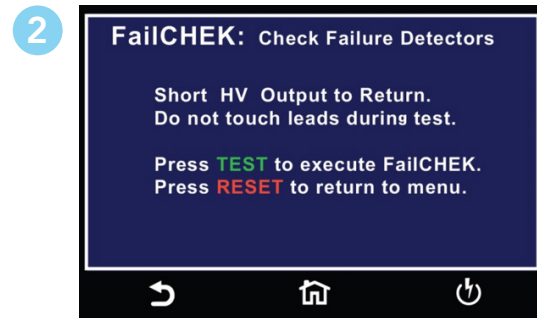 2
FailCHEK: Check Failure Detectors
Short HV Output to Return.
Do not touch leads during test.
Press TEST to execute FailCHEK.
Press RESET to return to menu.